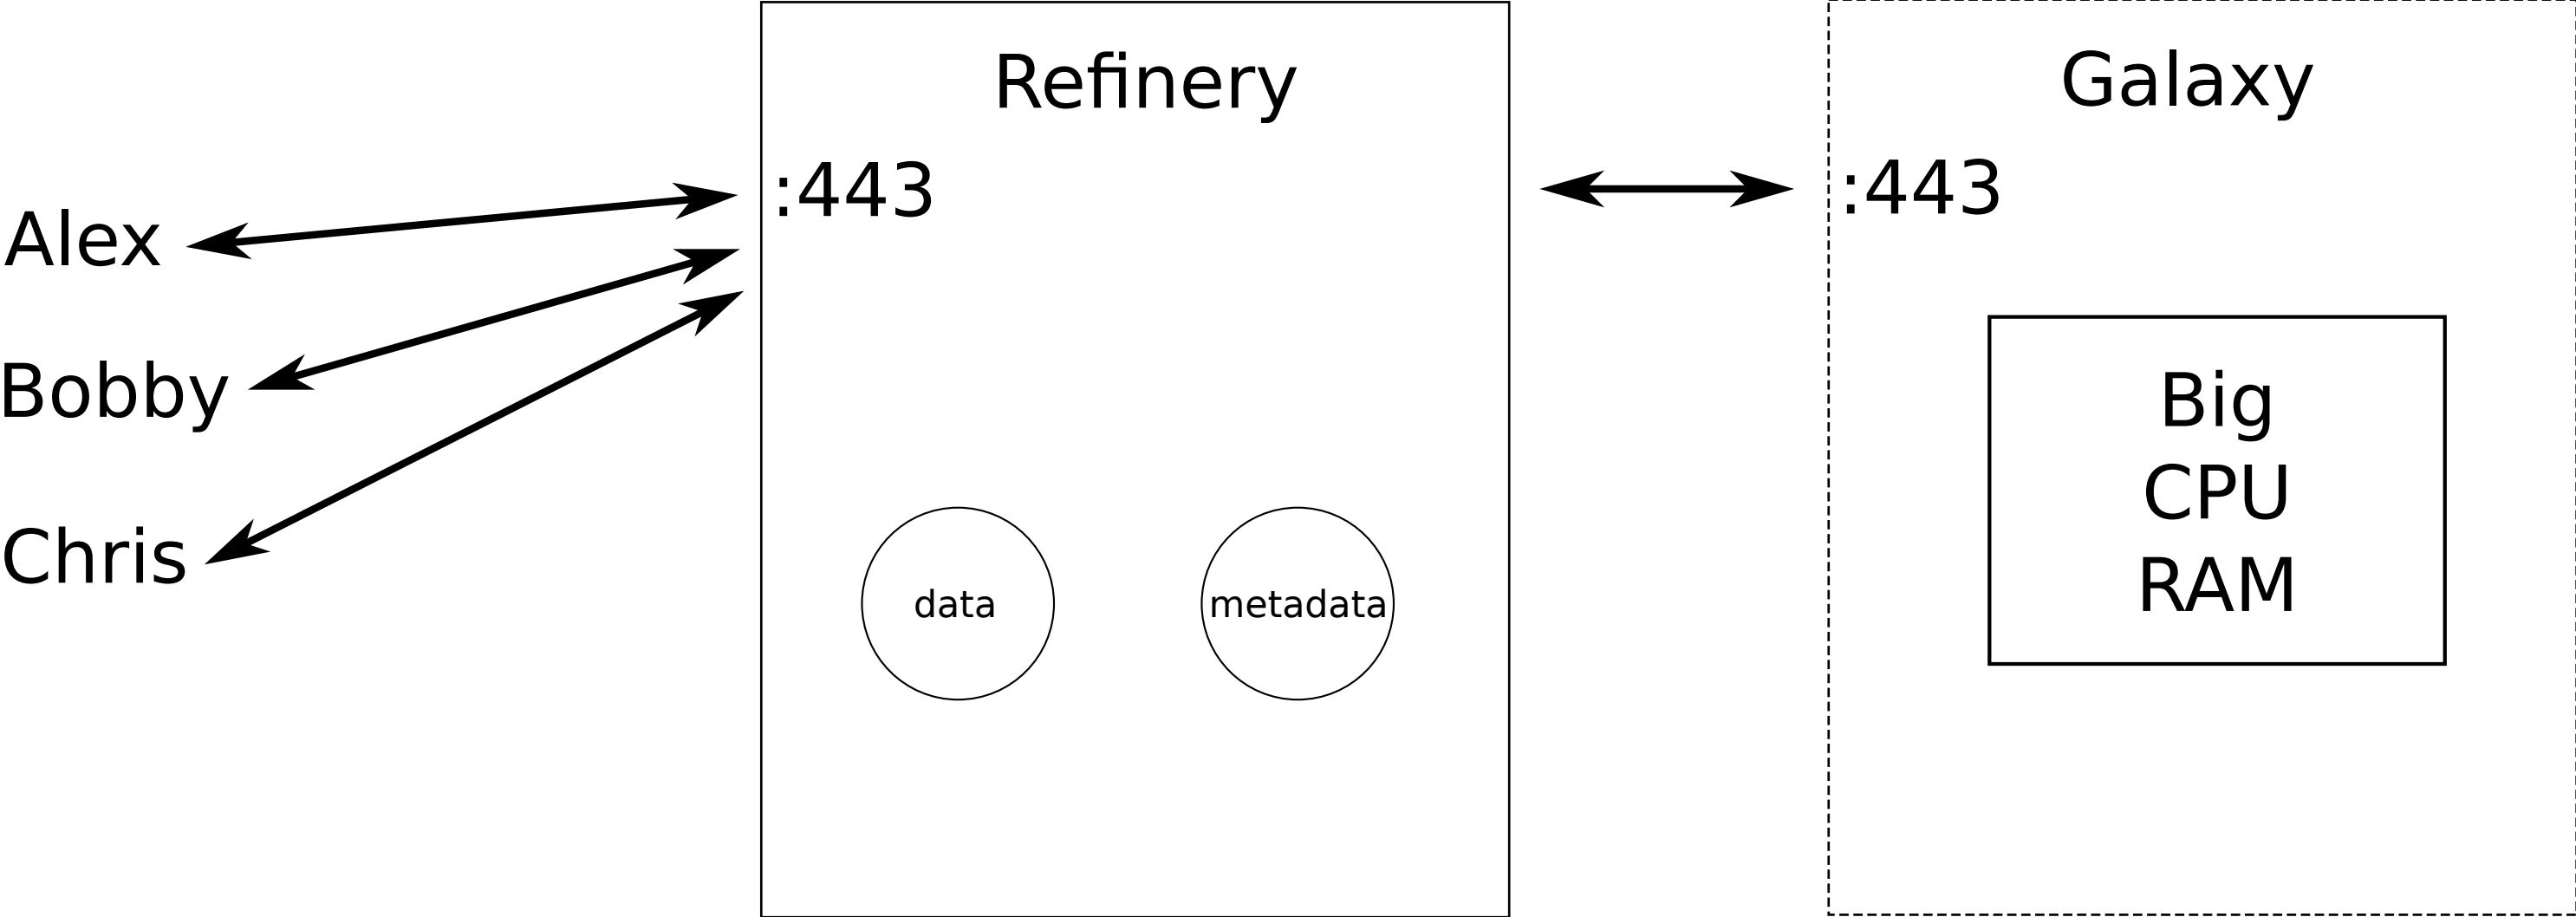 Refinery
:443
Alex
Bobby
Chris
data
metadata
Galaxy
:443
Big
CPU
RAM